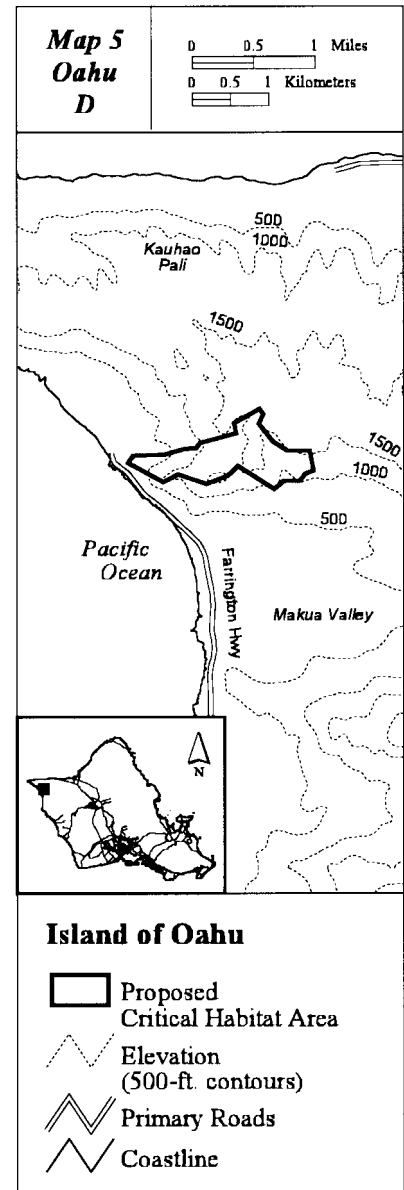 Map 5
Oahu
D
0 0.5 1 Miles
0 0.5 1 Kilometers
500
1000
Kauhao
Pali
1500
1500
1000
500
Pacific
Ocean
Farrington Hwy
Makua Valley
N
Island of Oahu
Proposed
Critical Habitat Area
Elevation
(500-ft. contours)
Primary Roads
Coastline